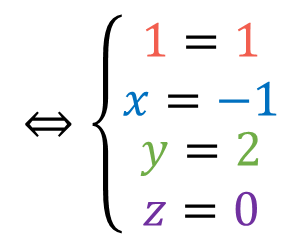 ⇔ { 1 = 1
x = −1
y = 2
z = 0